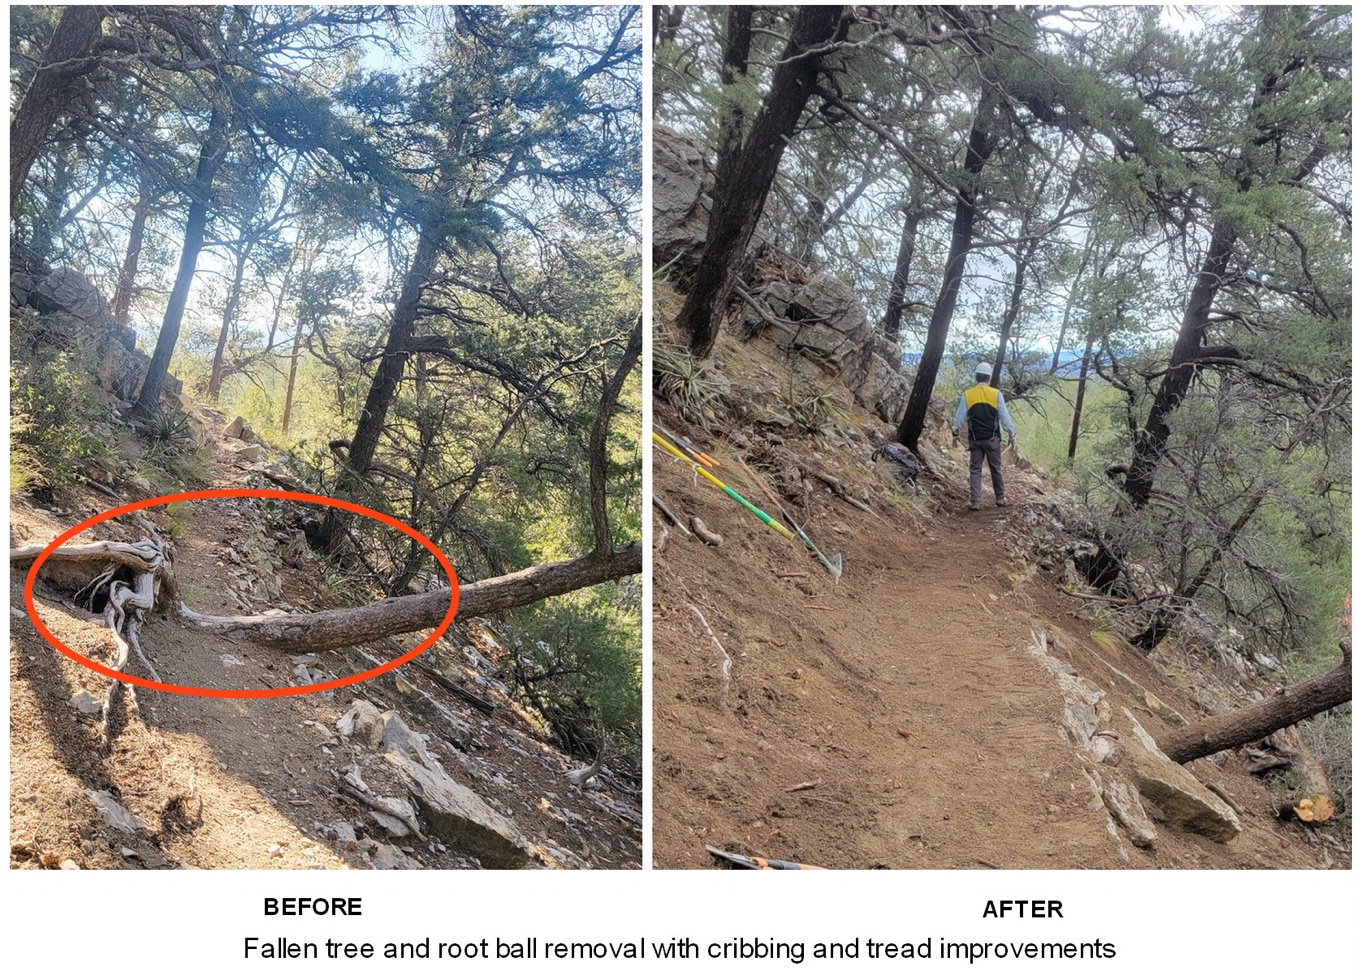 BEFORE
AFTER
Fallen tree and root ball removal with cribbing and tread improvements